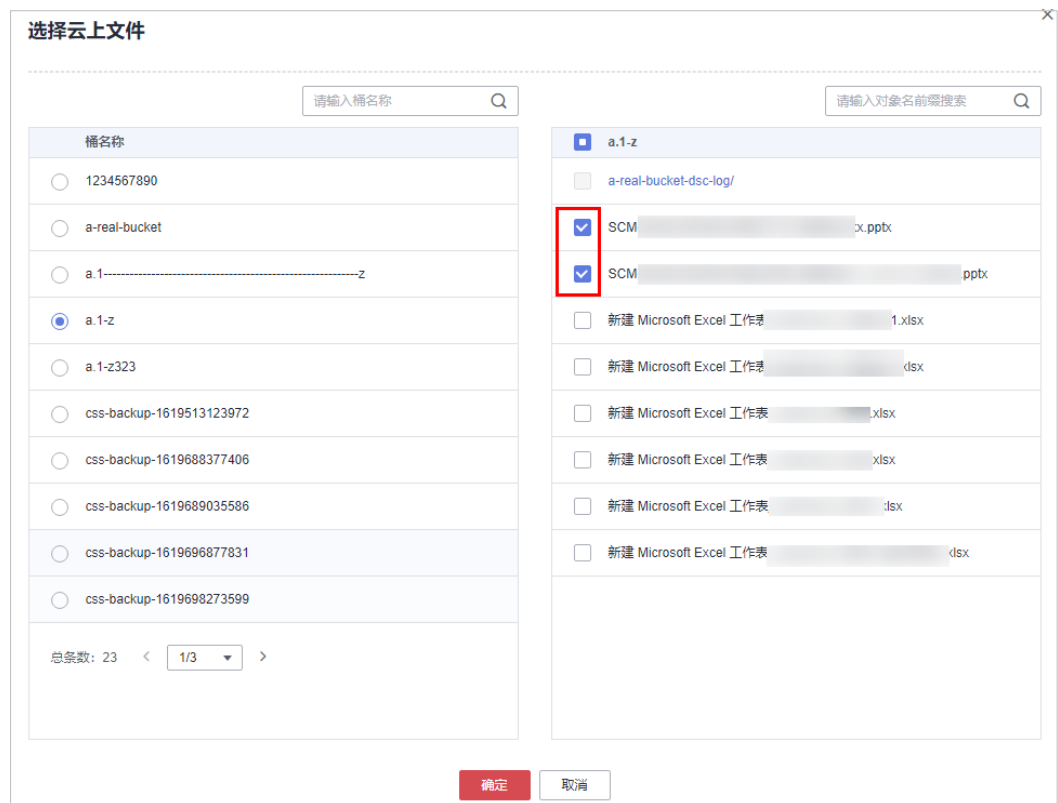 选择云上文件
请输入桶名称
请输入对象名前缀搜索
桶名称
1234567890
a-real-bucket
a.1-----------------------------------------------------------z
a.1-z
a.1-z323
css-backup-1619513123972
css-backup-1619688377406
css-backup-1619689035586
css-backup-1619696877831
css-backup-1619698273599
总条数: 23
1/3
a.1-z
a-real-bucket-dsc-log/
SCM .pptx
SCM .pptx
新建 Microsoft Excel 工作表 1.xlsx
新建 Microsoft Excel 工作表
新建 Microsoft Excel 工作表 .xlsx
新建 Microsoft Excel 工作表 xlsx
新建 Microsoft Excel 工作表
新建 Microsoft Excel 工作表
确定
取消